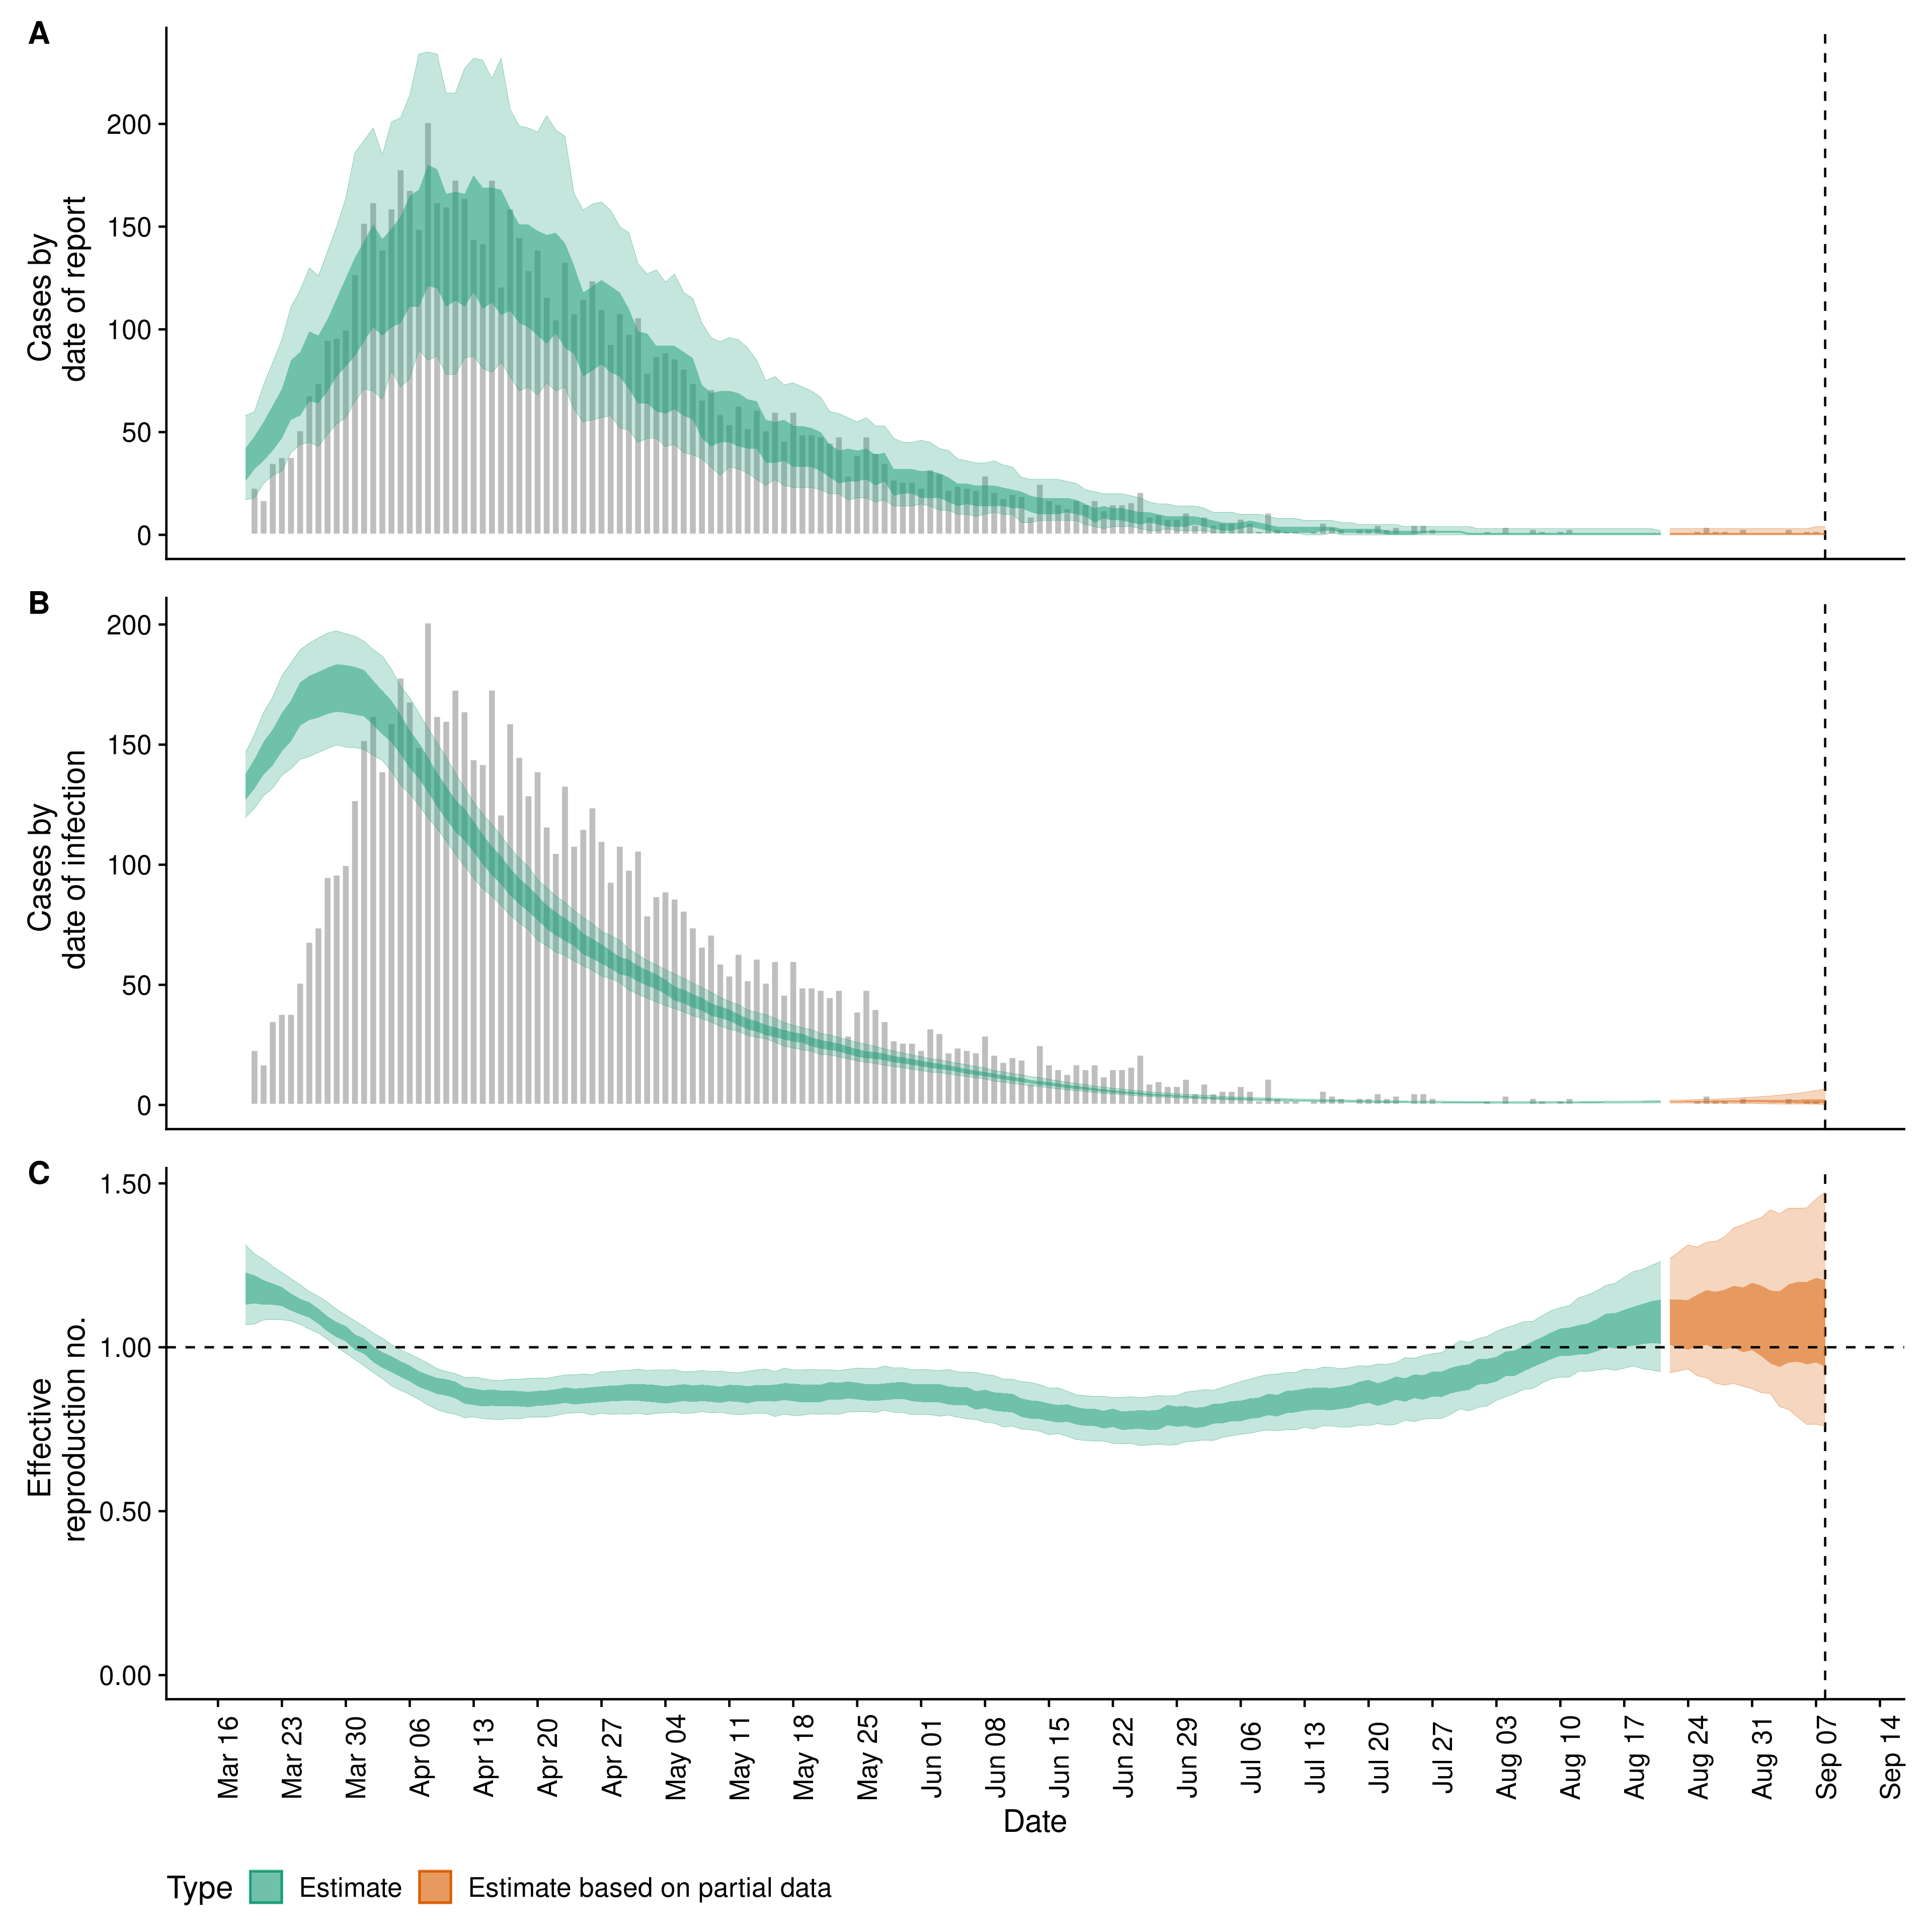 A
Cases by
date of report
200
150
100
50
0
B
Cases by
date of infection
200
150
100
50
0
C
Effective
reproduction no.
1.50
1.00
0.50
0.00
Mar 16
Mar 23
Mar 30
Apr 06
Apr 13
Apr 20
Apr 27
May 04
May 11
May 18
May 25
Jun 01
Jun 08
Jun 15
Jun 22
Jun 29
Jul 06
Jul 13
Jul 20
Jul 27
Aug 03
Aug 10
Aug 17
Aug 24
Aug 31
Sep 07
Sep 14
Date
Type Estimate Estimate based on partial data